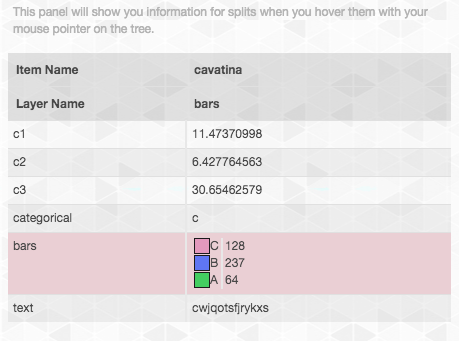 This panel will show you information for splits when you hover them with your
mouse pointer on the tree.
Item Name cavatina
Layer Name bars
c1 11.47370998
c2 6.427764563
c3 30.65462579
categorical c
bars C 128
B 237
A 64
text cwjqotsfjrykxs